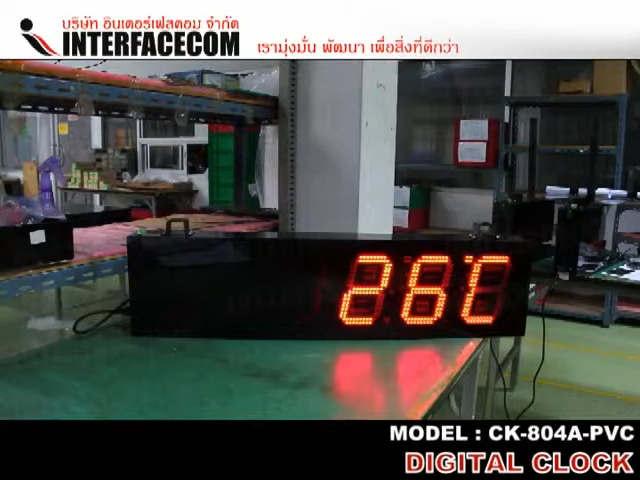 บริษัท อินเตอร์เฟสคอม จำกัด
INTERFACECOM
เรามุ่งมั่น พัฒนา เพื่อสิ่งที่ดีกว่า
26°C
MODEL : CK-804A-PVC
DIGITAL CLOCK